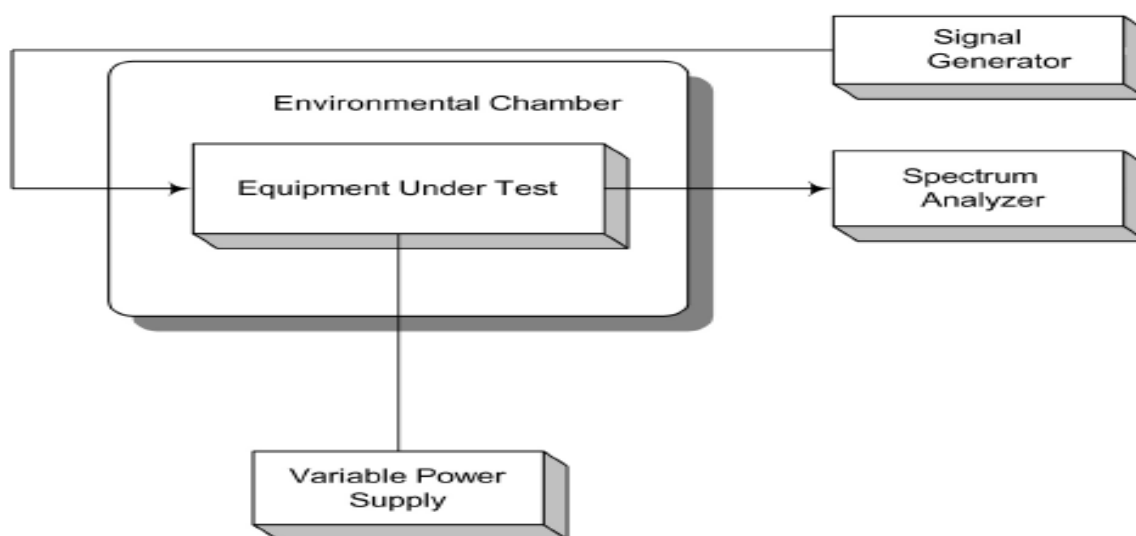 Signal
Generator
Environmental Chamber
Equipment Under Test
Spectrum
Analyzer
Variable Power
Supply